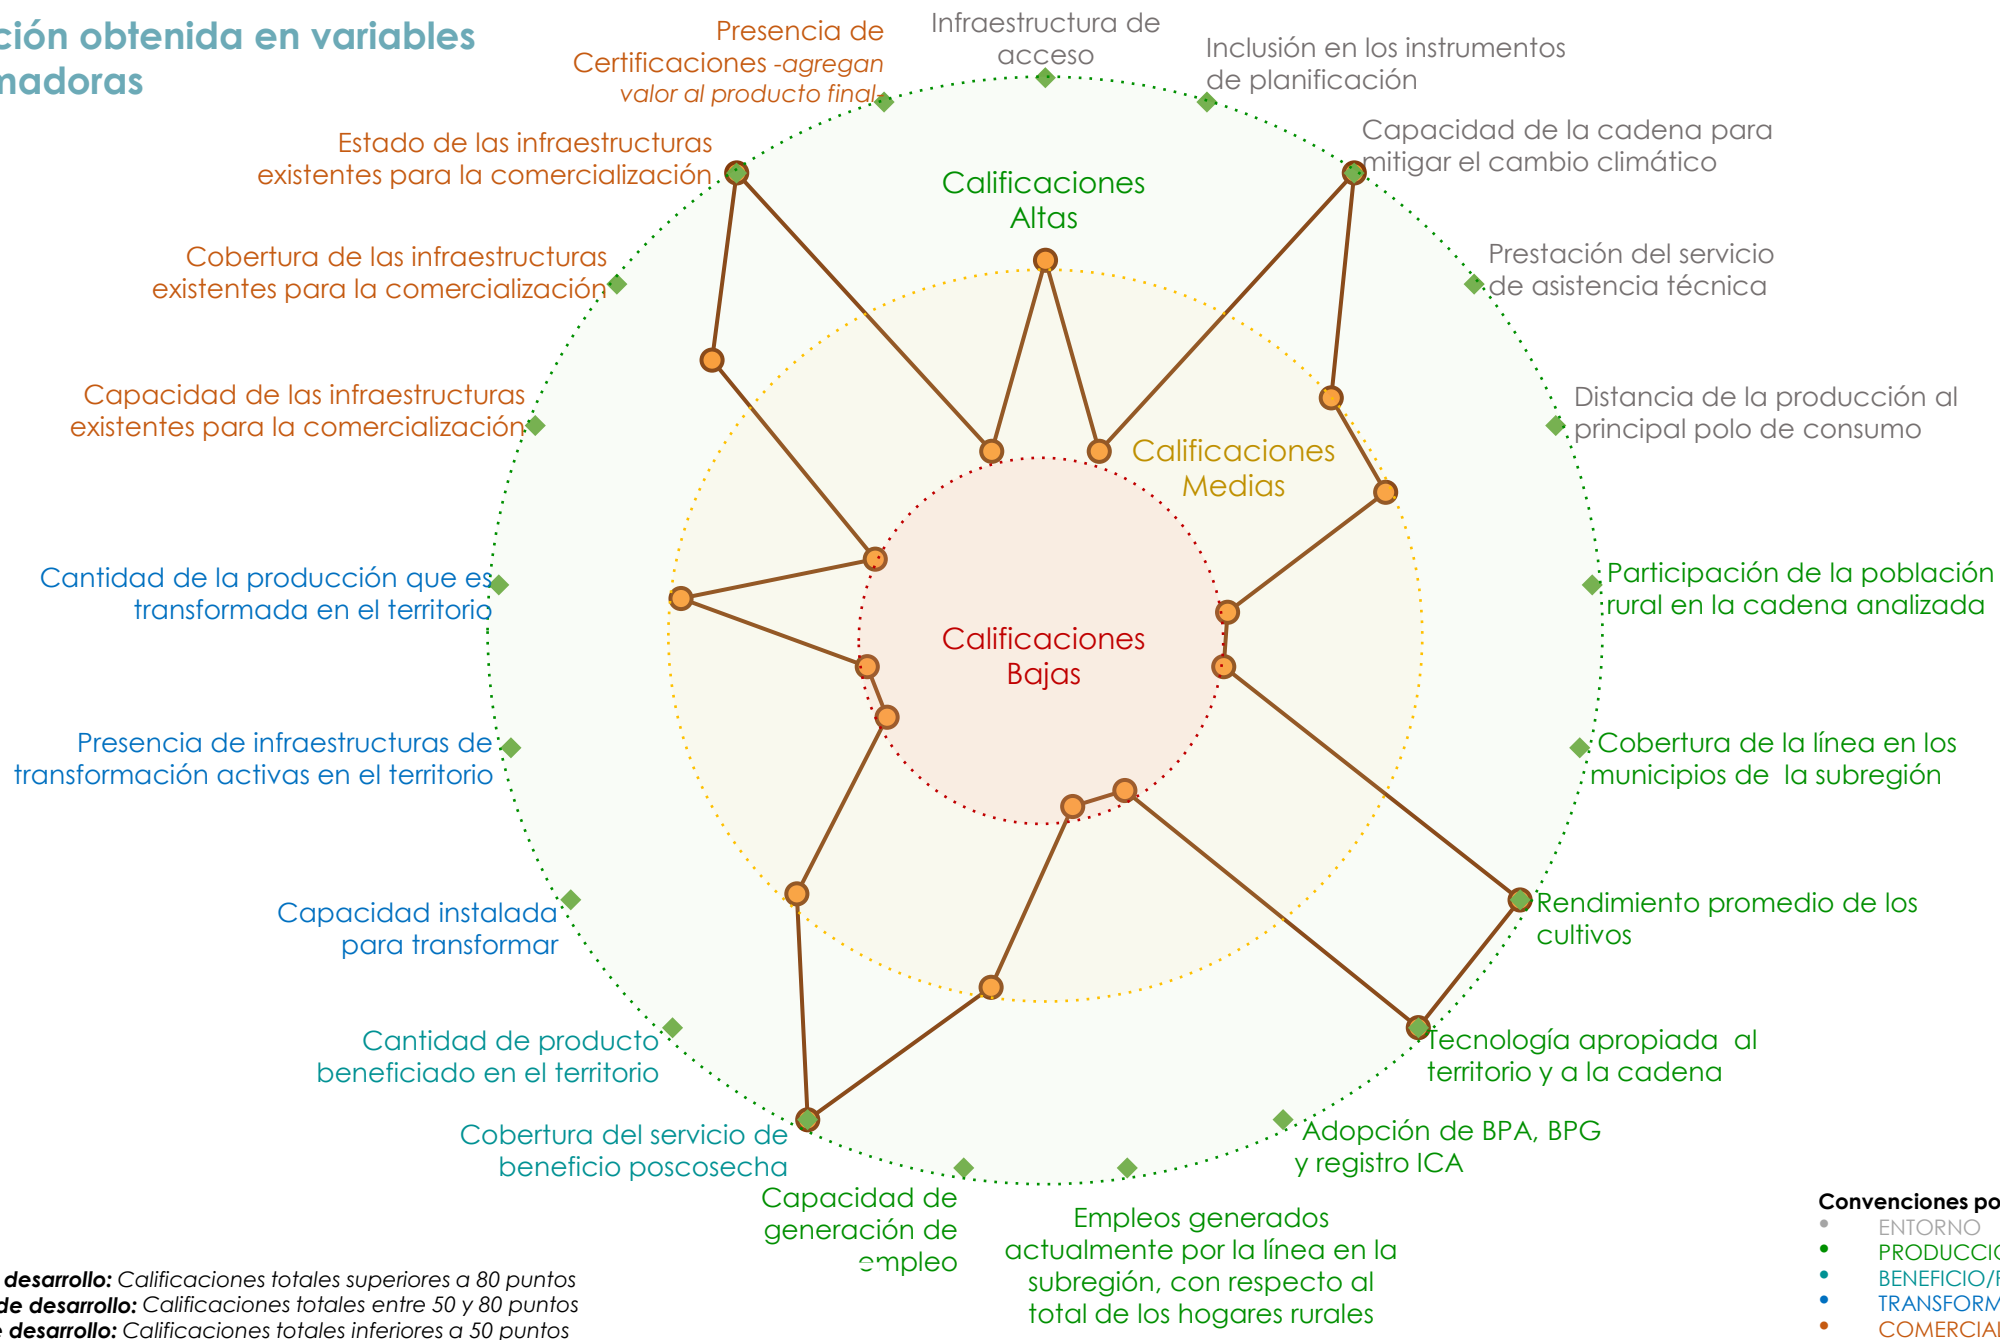 ción obtenida en variables
madoras
Presencia de
Certificaciones -agregan
valor al producto final-
Infraestructura de
acceso
Inclusión en los instrumentos
de planificación
Capacidad de la cadena para
mitigar el cambio climático
Prestación del servicio
de asistencia técnica
Distancia de la producción al
principal polo de consumo
Participación de la población
rural en la cadena analizada
Cobertura de la línea en los
municipios de la subregión
Rendimiento promedio de los
cultivos
Tecnología apropiada al
territorio y a la cadena
Adopción de BPA, BPG
y registro ICA
Empleos generados
actualmente por la línea en la
subregión, con respecto al
total de los hogares rurales
Capacidad de
generación de
empleo
Cobertura del servicio de
beneficio poscosecha
Cantidad de producto
beneficiado en el territorio
Capacidad instalada
para transformar
Presencia de infraestructuras de
transformación activas en el territorio
Cantidad de la producción que es
transformada en el territorio
Capacidad de las infraestructuras
existentes para la comercialización
Cobertura de las infraestructuras
existentes para la comercialización
Estado de las infraestructuras
existentes para la comercialización
Calificaciones
Altas
Calificaciones
Medias
Calificaciones
Bajas
desarrollo: Calificaciones totales superiores a 80 puntos
de desarrollo: Calificaciones totales entre 50 y 80 puntos
desarrollo: Calificaciones totales inferiores a 50 puntos
Convenciones po
• ENTORNO
• PRODUCCIÓ
• BENEFICIO/
• TRANSFORM
• COMERCIAL